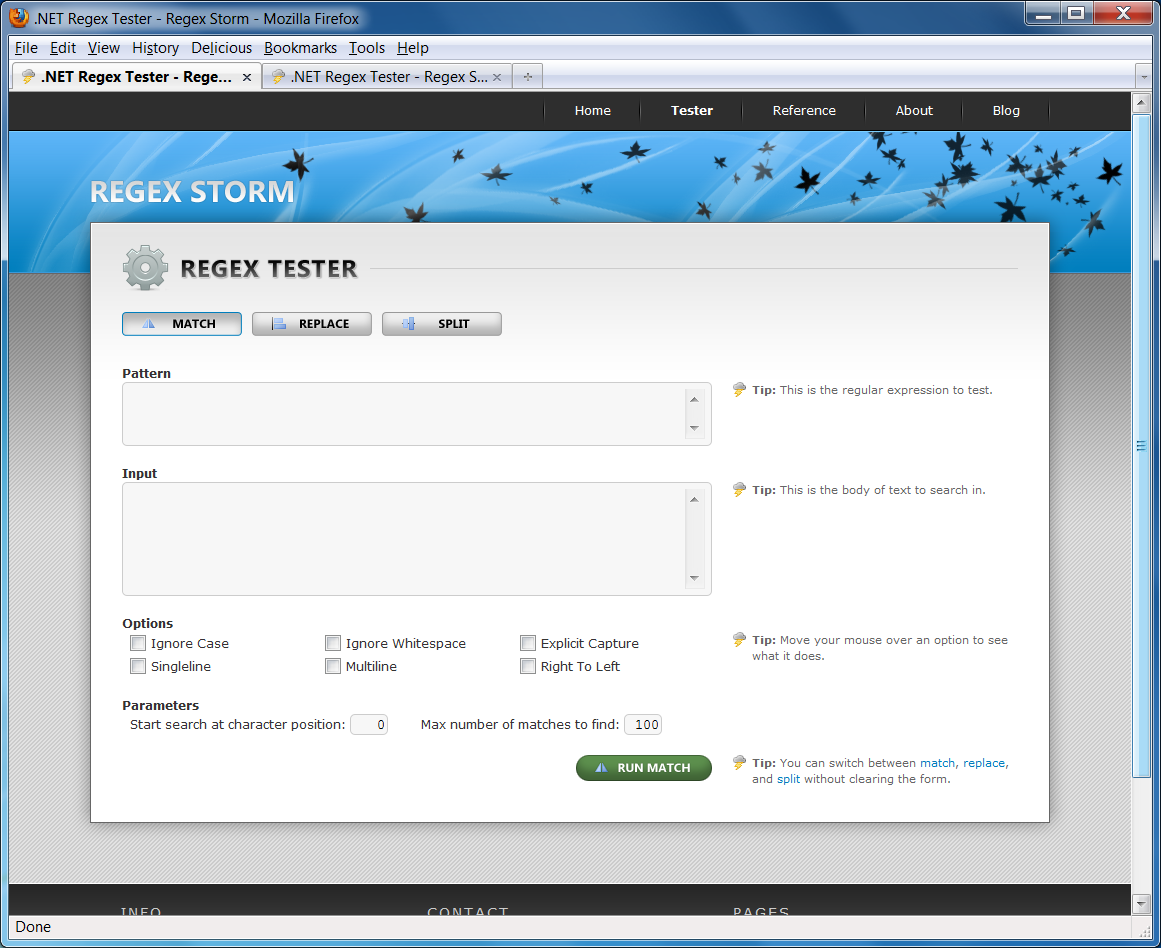 .NET Regex Tester - Regex Storm - Mozilla Firefox
File Edit View History Delicious Bookmarks Tools Help
.NET Regex Tester - Rege... .NET Regex Tester - Regex S...
Home Tester Reference About Blog
REGEX STORM
REGEX TESTER
MATCH REPLACE SPLIT
Pattern
Tip: This is the regular expression to test.
Input
Tip: This is the body of text to search in.
Options
Ignore Case Ignore Whitespace Explicit Capture
Singleline Multiline Right To Left
Tip: Move your mouse over an option to see
what it does.
Parameters
Start search at character position: 0 Max number of matches to find: 100
RUN MATCH
Tip: You can switch between match, replace,
and split without clearing the form.
INFO CONTACT PAGES
Done